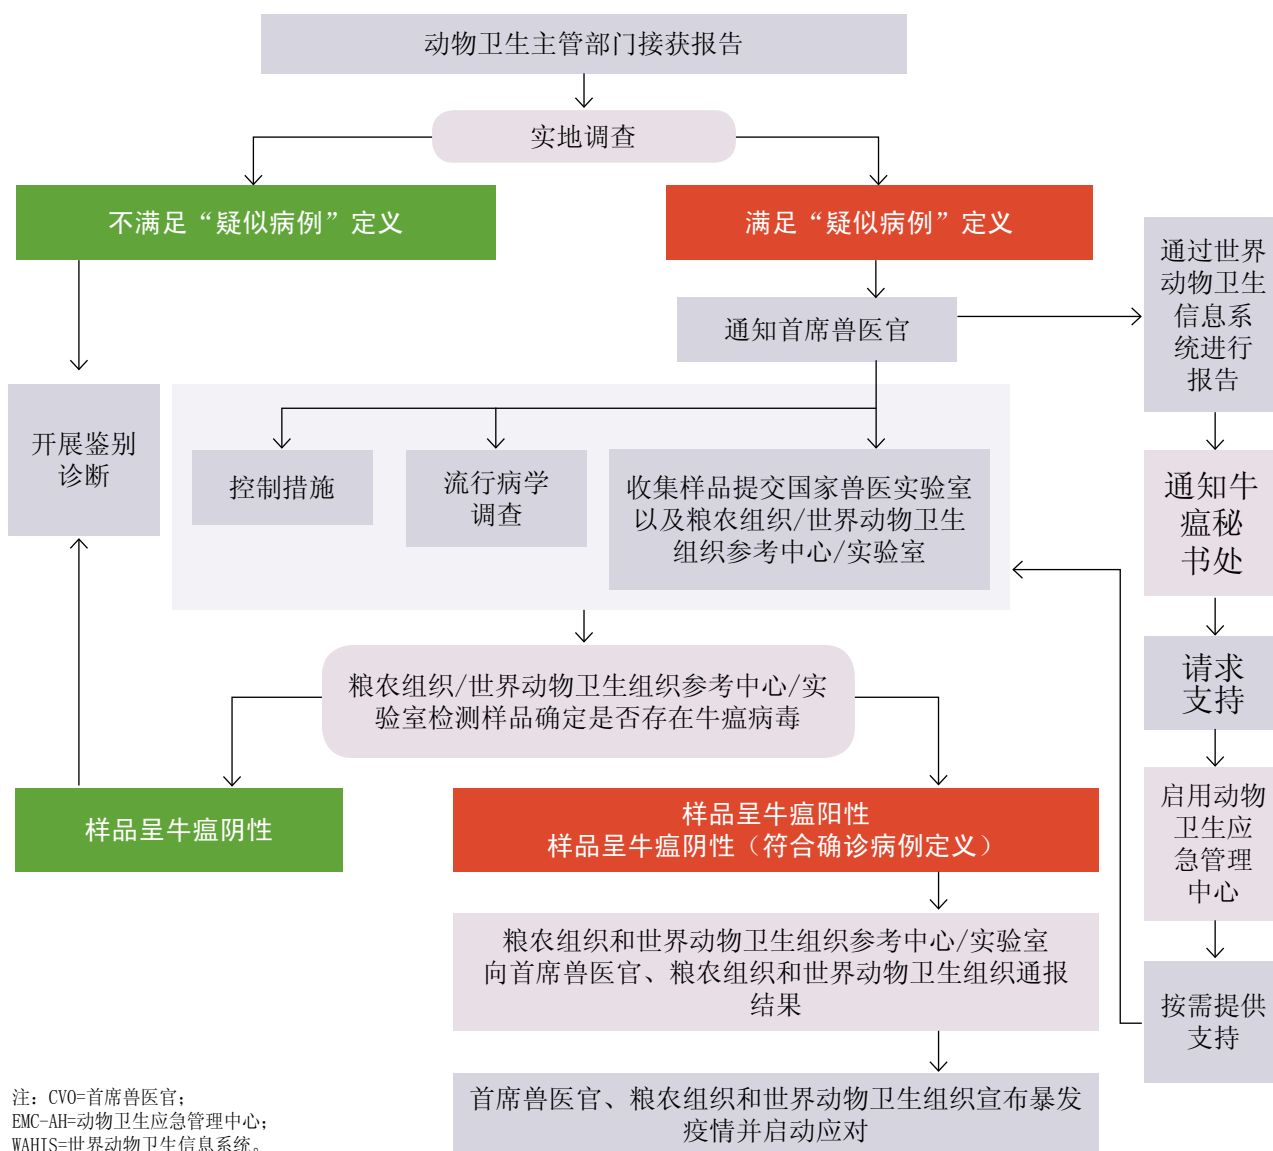 动物卫生主管部门接获报告
实地调查
不满足“疑似病例”定义
满足“疑似病例”定义
通知首席兽医官
通过世界
动物卫生
信息系
统进行
报告
开展鉴别
诊断
控制措施
流行病学
调查
收集样品提交国家兽医实验室
以及粮农组织/世界动物卫生
组织参考中心/实验室
通知牛
瘟秘
书处
请求
支持
粮农组织/世界动物卫生组织参考中心/实
验室检测样品确定是否存在牛瘟病毒
样品呈牛瘟阴性
样品呈牛瘟阳性
样品呈牛瘟阴性（符合确诊病例定义）
启用动物
卫生应
急管理
中心
粮农组织和世界动物卫生组织参考中心/实验室
向首席兽医官、粮农组织和世界动物卫生组织通报
结果
按需提供
支持
首席兽医官、粮农组织和世界动物卫生组织宣布暴发
疫情并启动应对
注：CVO=首席兽医官；
EMC-AH=动物卫生应急管理中心；
WAHIS=世界动物卫生信息系统。